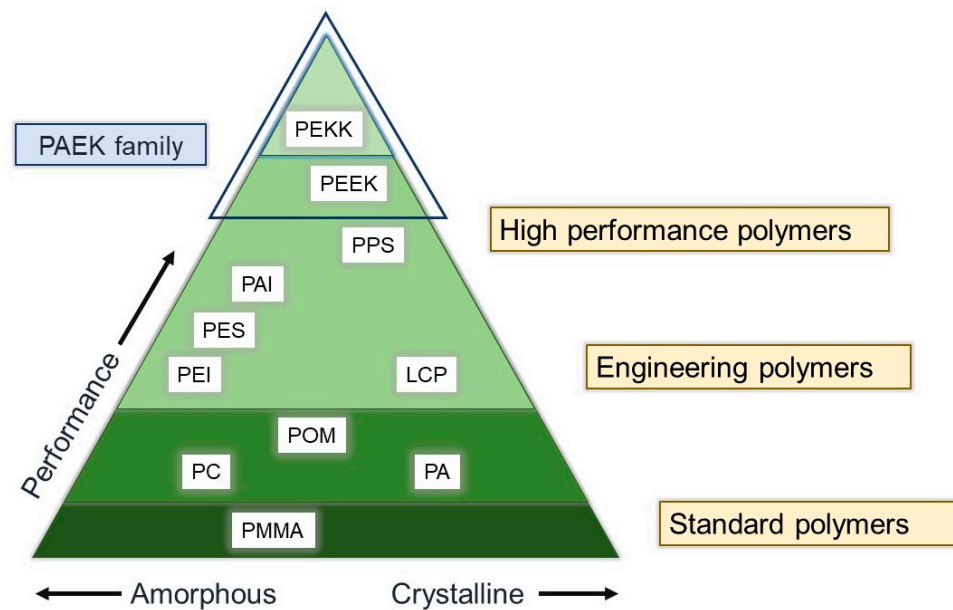 PEKK
PAEK family
PEEK
High performance polymers
PPS
PAI
PES
Engineering polymers
PEI
LCP
Performance
POM
PC
PA
Standard polymers
PMMA
Amorphous
Crystalline